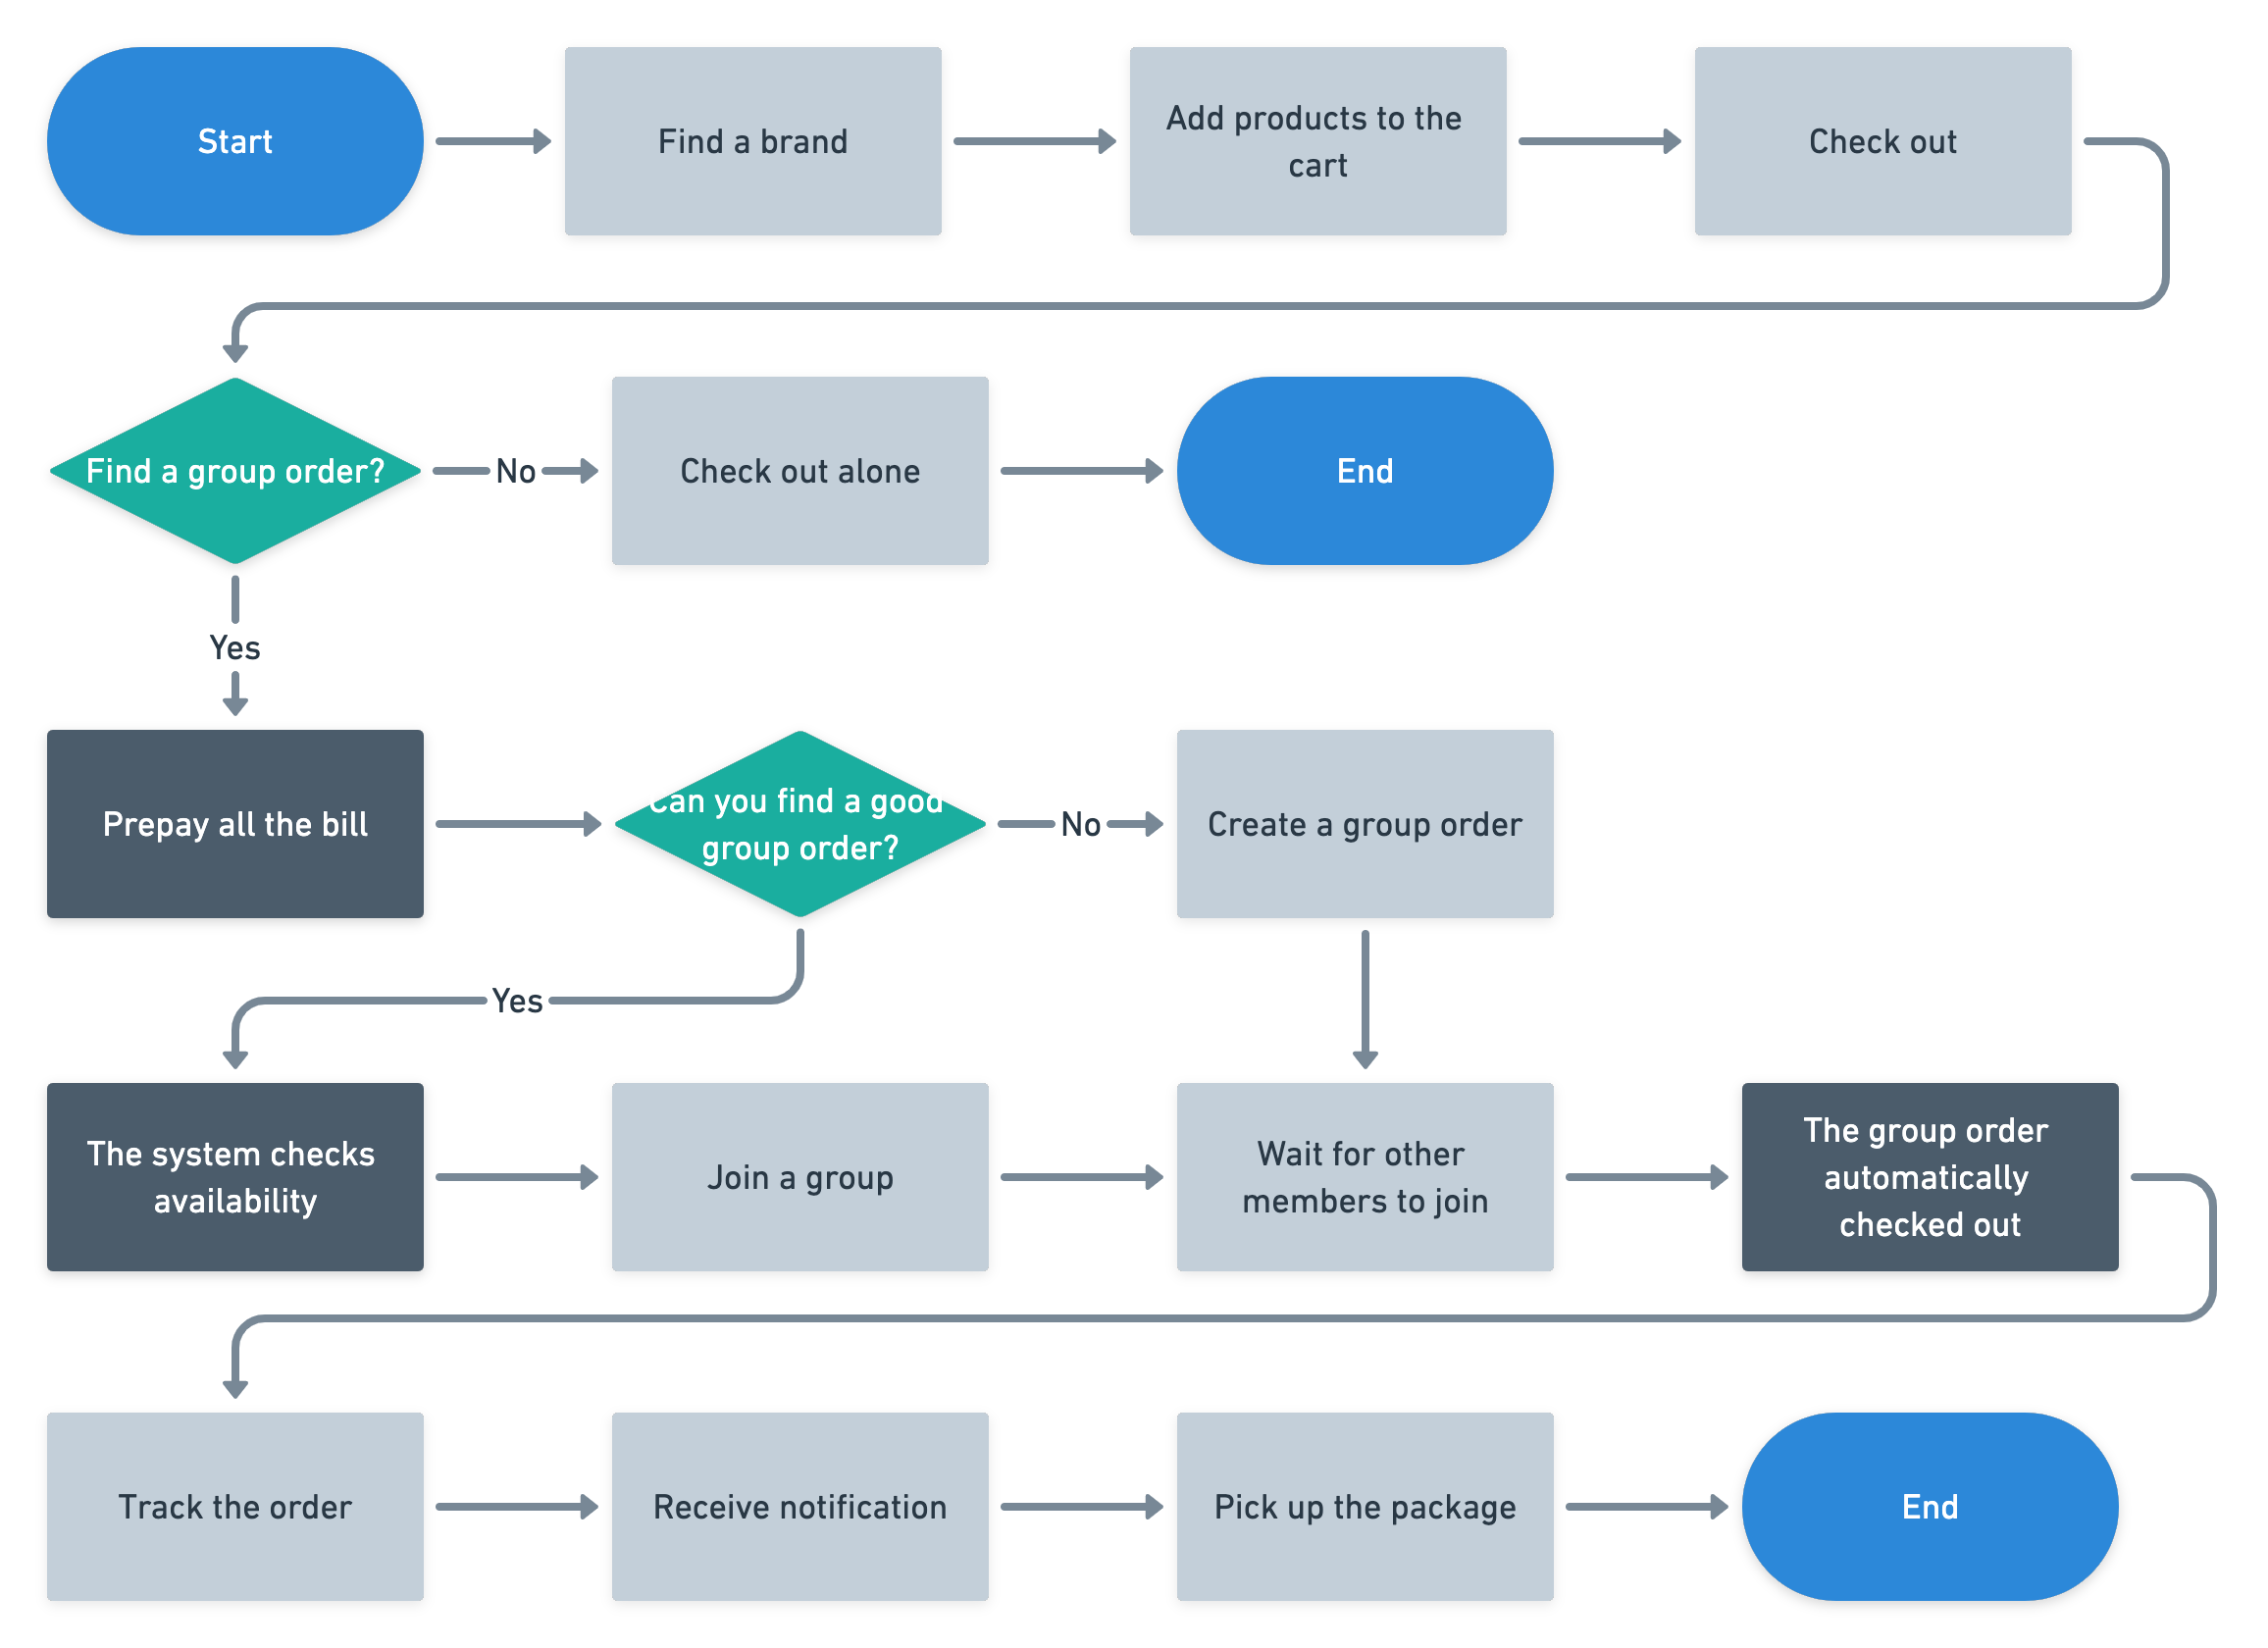 Start
Find a brand
Add products to the
cart
Check out
Find a group order?
No
Check out alone
End
Yes
Prepay all the bill
Can you find a good
group order?
No
Create a group order
Yes
The system checks
availability
Join a group
Wait for other
members to join
The group order
automatically
checked out
Track the order
Receive notification
Pick up the package
End